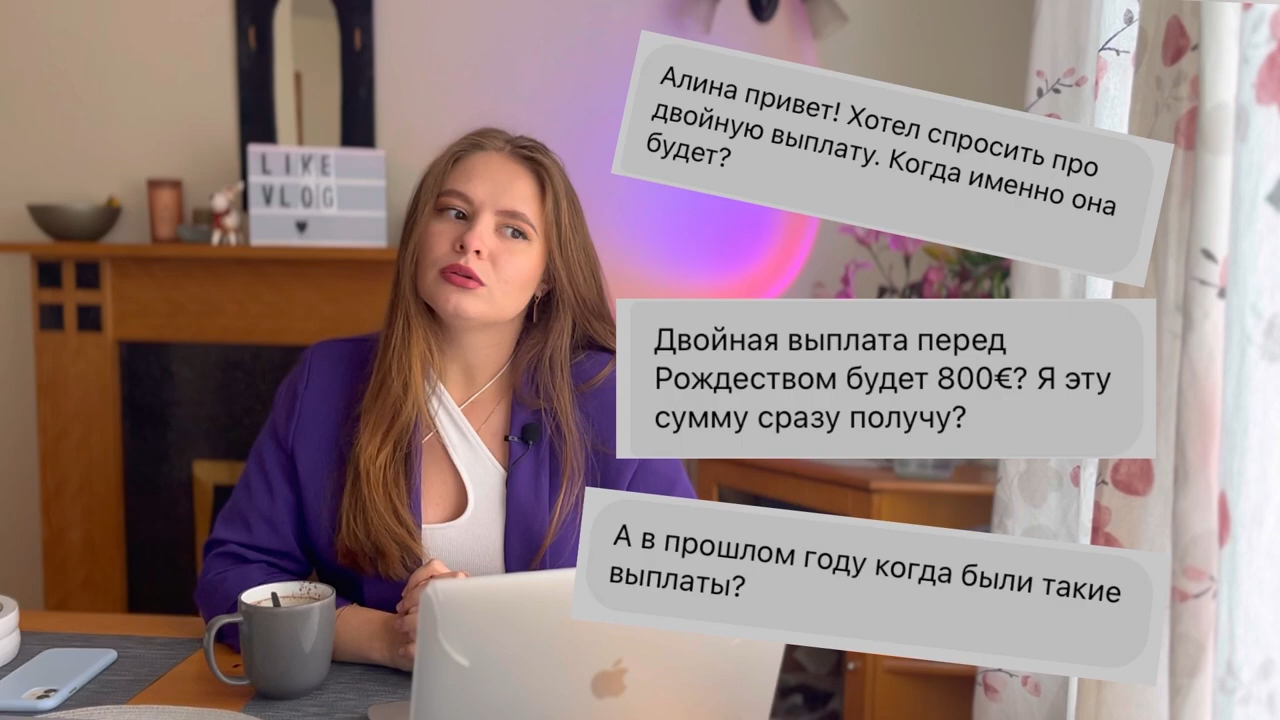 LIKE
VLOG
Алина привет! Хотел спросить про
двойную выплату. Когда именно она
будет?
Двойная выплата перед
Рождеством будет 800€? Я эту
сумму сразу получу?
А в прошлом году когда были такие
выплаты?